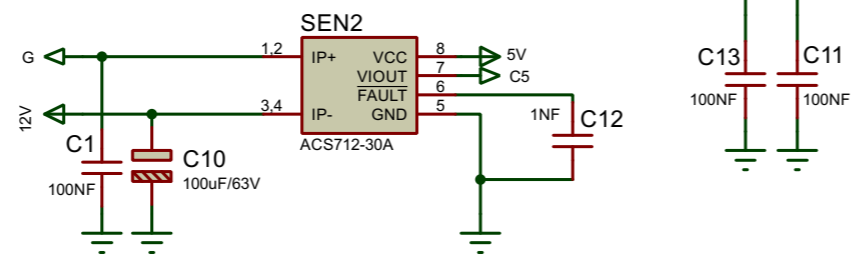 SEN2
G
1,2
IP+
VCC
8
5V
VIOUT
7
C5
FAULT
6
12V
3,4
IP-
GND
5
ACS712-30A
1NF
C12
C1
100NF
C10
100uF/63V
C13
100NF
C11
100NF